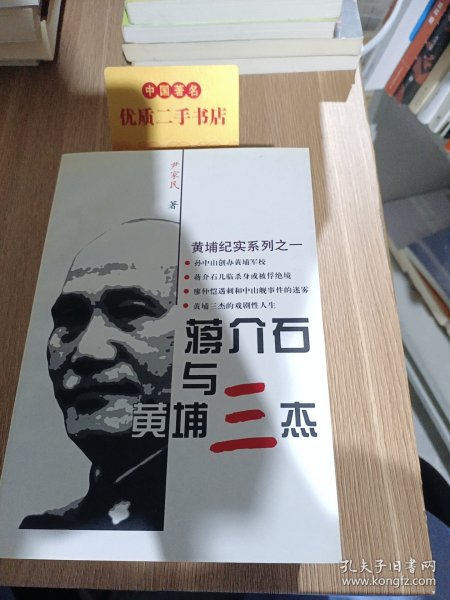 中国著名
优质二手书店
尹家民 著
黄埔纪实系列之一
●孙中山创办黄埔军校
●蒋介石几临杀身或被俘绝境
●廖仲恺遇刺和中山舰事件的迷雾
●黄埔三杰的戏剧性人生
蒋介石
与
黄埔三杰
孔夫子旧书网
www.kongfz.com